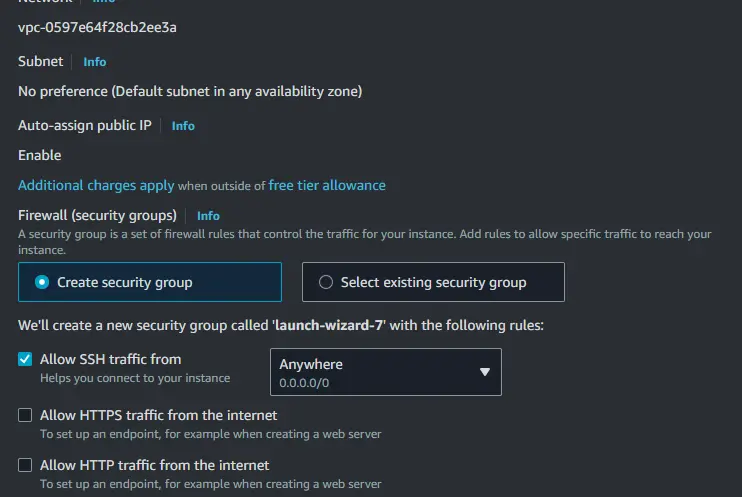 Network Info
vpc-0597e64f28cb2ee3a
Subnet Info
No preference (Default subnet in any availability zone)
Auto-assign public IP Info
Enable
Additional charges apply when outside of free tier allowance
Firewall (security groups) Info
A security group is a set of firewall rules that control the traffic for your instance. Add rules to allow specific traffic to reach your
instance.
Create security group Select existing security group
We'll create a new security group called 'launch-wizard-7' with the following rules:
Allow SSH traffic from Anywhere
Helps you connect to your instance 0.0.0.0/0
Allow HTTPS traffic from the internet
To set up an endpoint, for example when creating a web server
Allow HTTP traffic from the internet
To set up an endpoint, for example when creating a web server